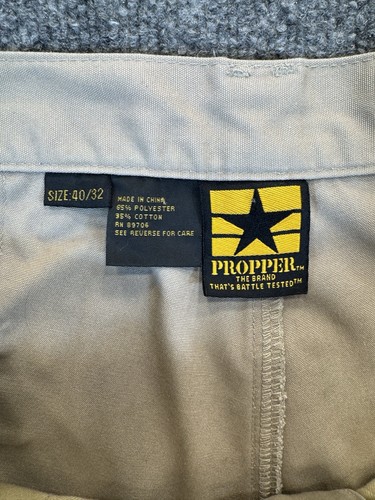 SIZE:40/32
MADE IN CHINA
65% POLYESTER
35% COTTON
RN 89706
SEE REVERSE FOR CARE
PROPPER™
THE BRAND
THAT'S BATTLE TESTED™